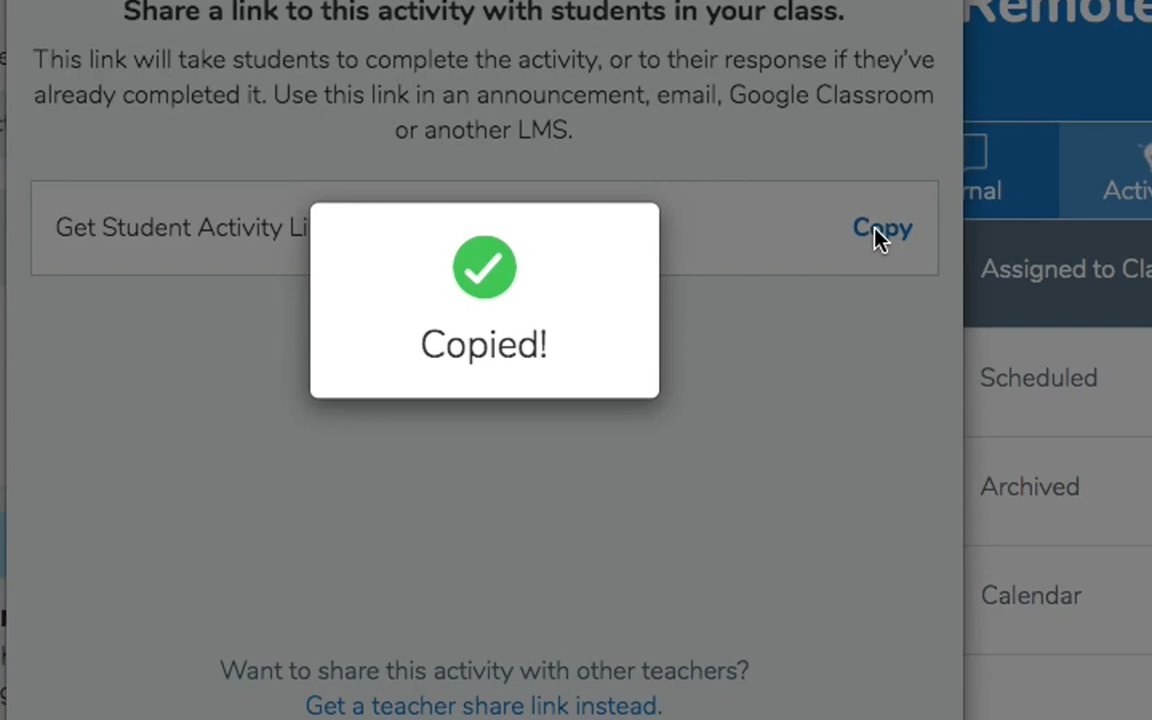 Share a link to this activity with students in your class.
This link will take students to complete the activity, or to their response if they've
already completed it. Use this link in an announcement, email, Google Classroom
or another LMS.
Get Student Activity Li
Copy
Copied!
Want to share this activity with other teachers?
Get a teacher share link instead.
Remote
rnal
Activ
Assigned to Cla
Scheduled
Archived
Calendar